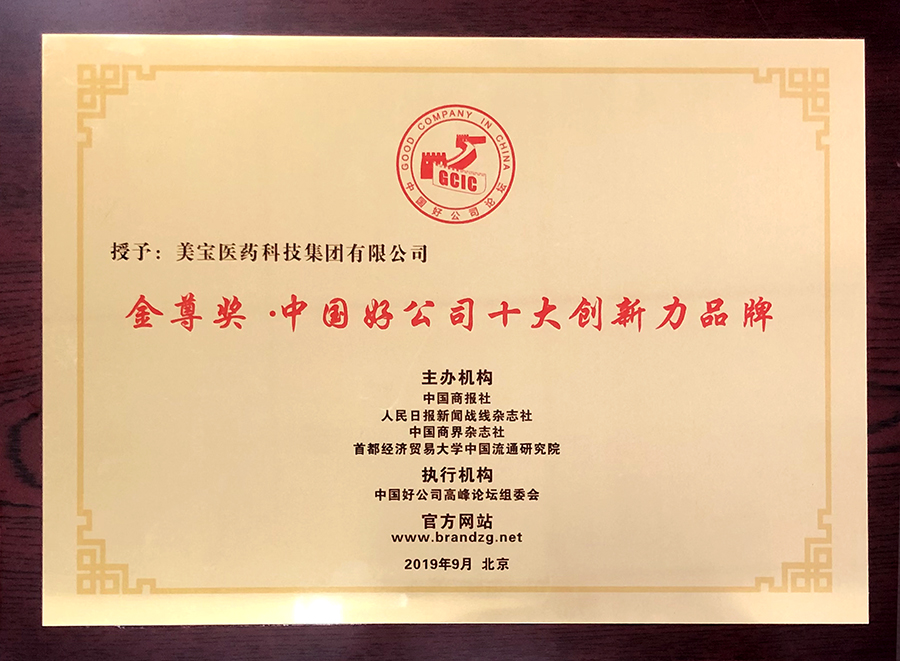 GOOD COMPANY IN CHINA
GCIC
中国好公司论坛
授予：美宝医药科技集团有限公司
金尊奖·中国好公司十大创新力品牌
主办机构
中国商报社
人民日报新闻战线杂志社
中国商界杂志社
首都经济贸易大学中国流通研究院
执行机构
中国好公司高峰论坛组委会
官方网站
www.brandzg.net
2019年9月 北京